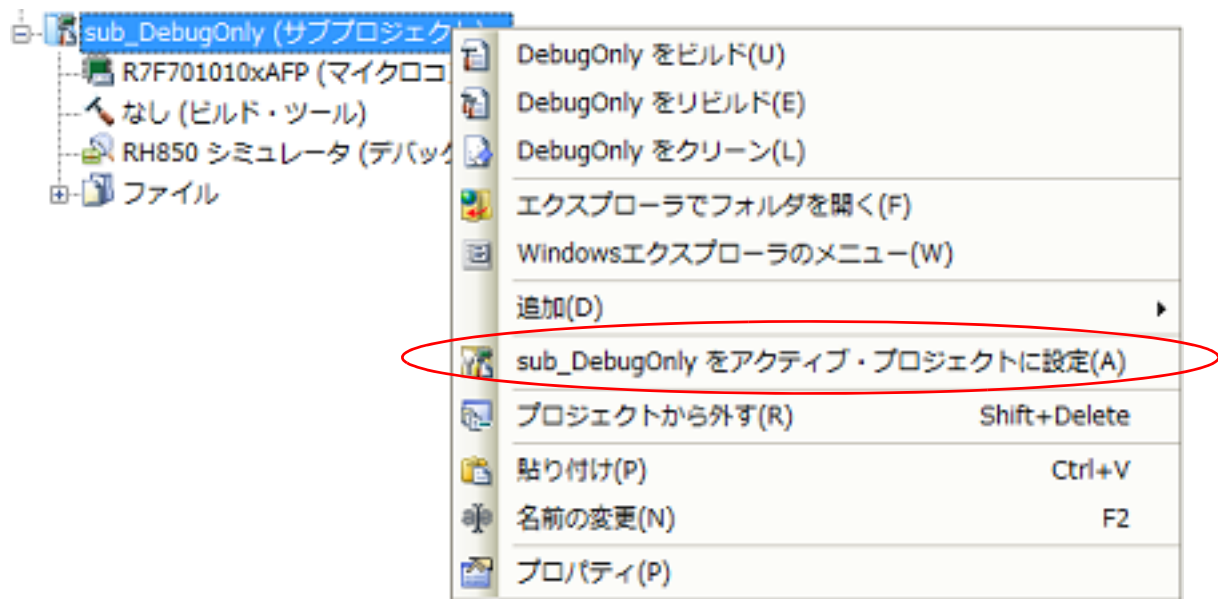 sub_DebugOnly (サブプロジェク
R7F701010xAFP (マイクロコ
なし (ビルド・ツール)
RH850 シミュレータ (デバッグ
ファイル
DebugOnly をビルド(U)
DebugOnly をリビルド(E)
DebugOnly をクリーン(L)
エクスプローラでフォルダを開く(F)
Windowsエクスプローラのメニュー(W)
追加(D)
sub_DebugOnly をアクティブ・プロジェクトに設定(A)
プロジェクトから外す(R) Shift+Delete
貼り付け(P) Ctrl+V
名前の変更(N) F2
プロパティ(P)